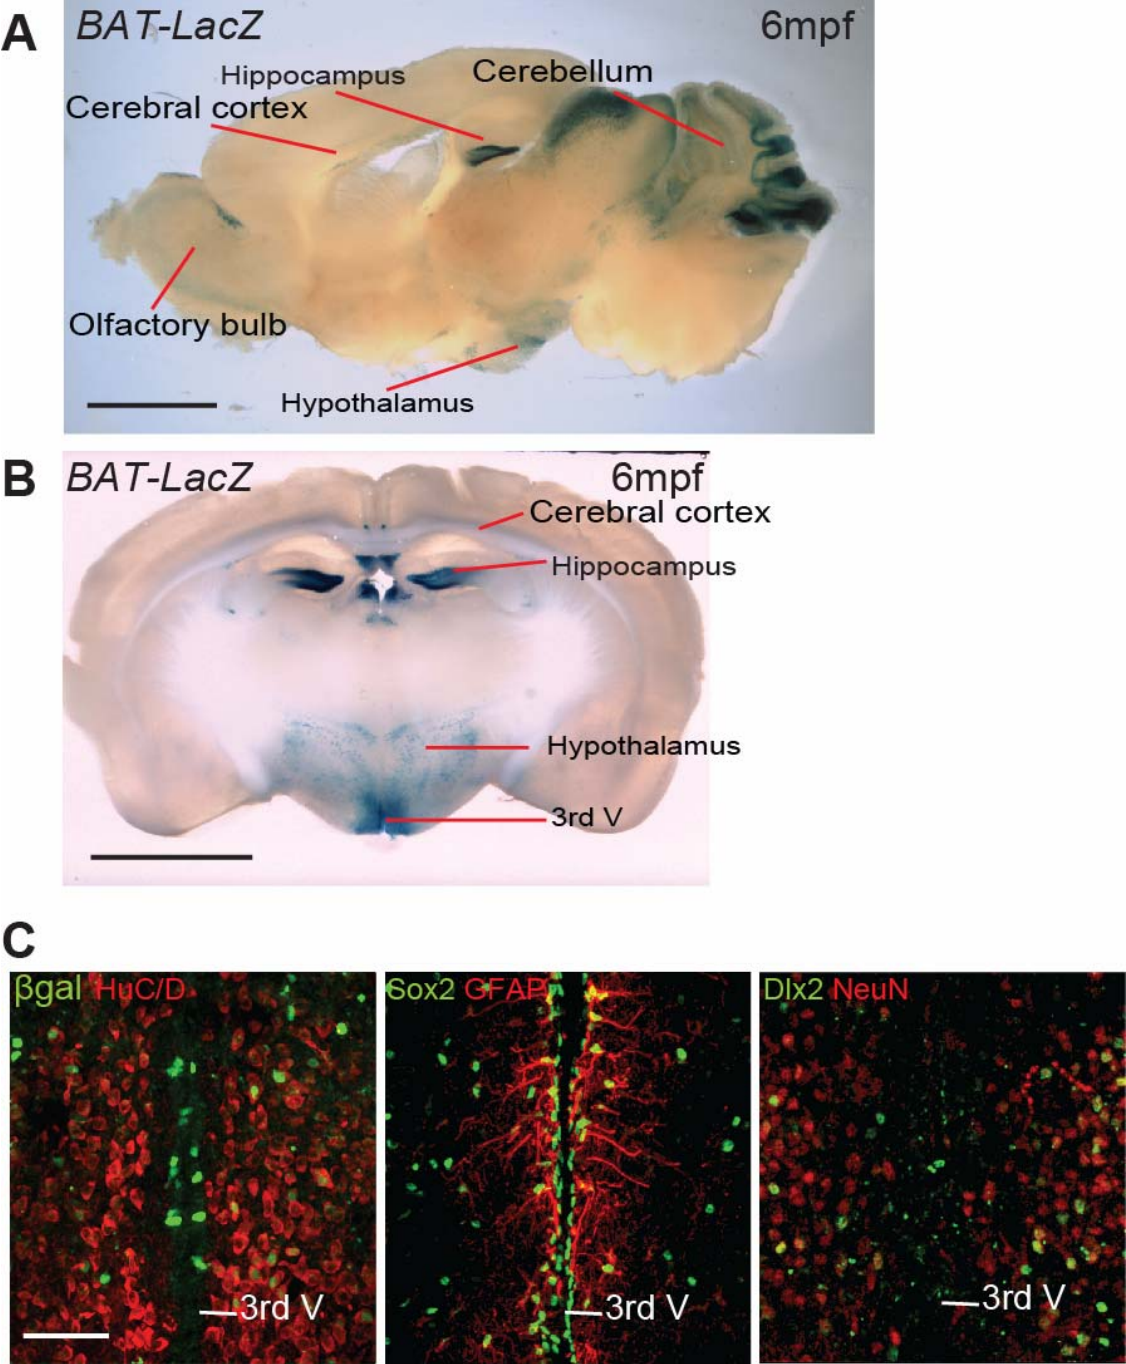 A
BAT-LacZ 6mpf
Hippocampus Cerebellum
Cerebral cortex
Olfactory bulb
Hypothalamus
B
BAT-LacZ 6mpf
Cerebral cortex
Hippocampus
Hypothalamus
3rd V
C
βgal HuC/D Sox2 GFAP Dlx2 NeuN
3rd V 3rd V 3rd V